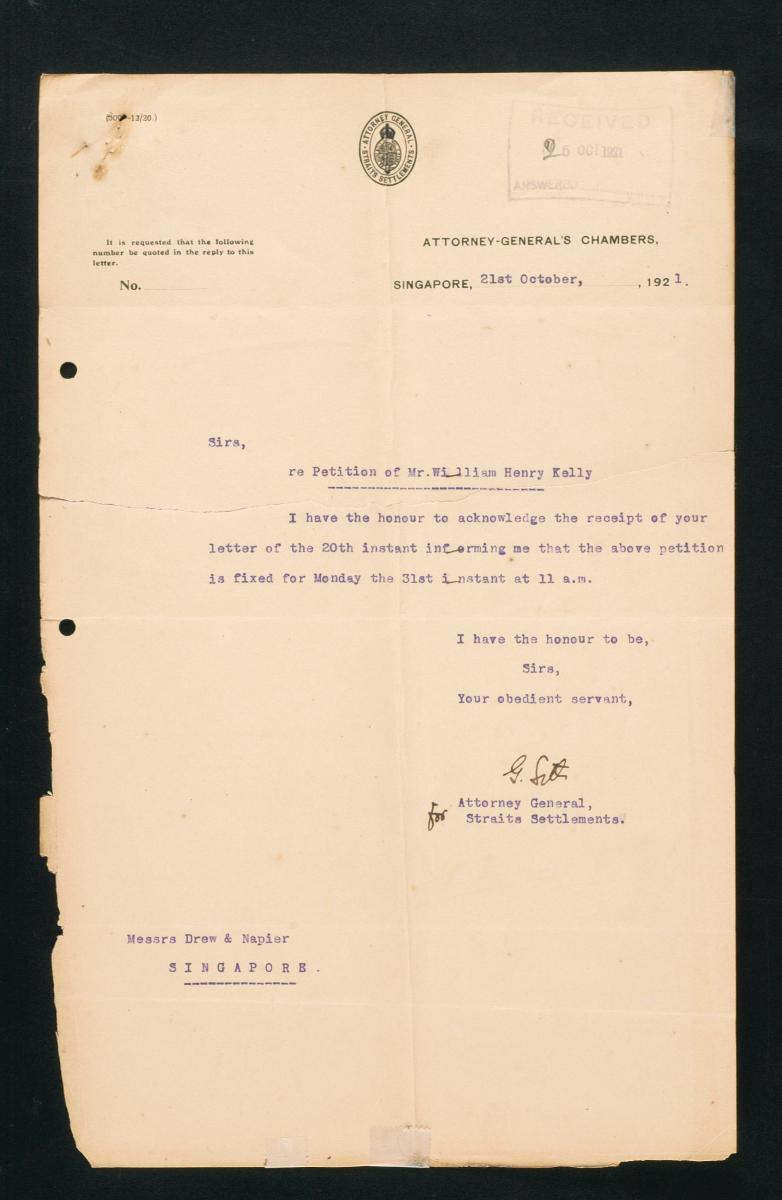 -12/20.)
ATTORNEY GENERAL
STRAITS SETTLEMENTS
RECEIVED
25 OCT 1921
ANSWERED
It is requested that the following
number be quoted in the reply to this
letter.
No.
ATTORNEY-GENERAL'S CHAMBERS,
SINGAPORE, 21st October, , 1921.
Sirs,
re Petition of Mr.William Henry Kelly
I have the honour to acknowledge the receipt of your
letter of the 20th instant informing me that the above petition
is fixed for Monday the 31st instant at 11 a.m.
I have the honour to be,
Sirs,
Your obedient servant,
G.
for Attorney General,
Straits Settlements.
Messrs Drew & Napier
SINGAPORE.